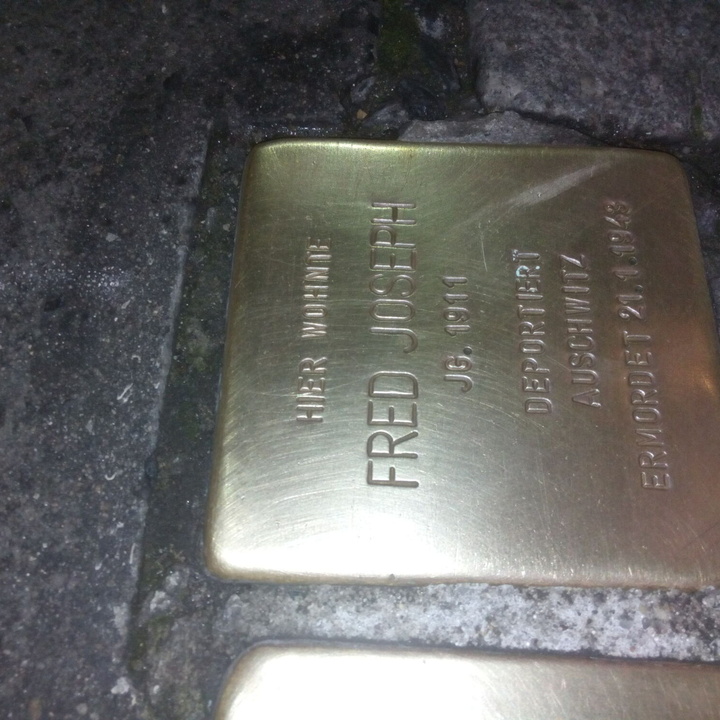 HIER WOHNTE
FRED JOSEPH
JG. 1911
DEPORTIERT
AUSCHWITZ
ERMORDET 21.1.1943